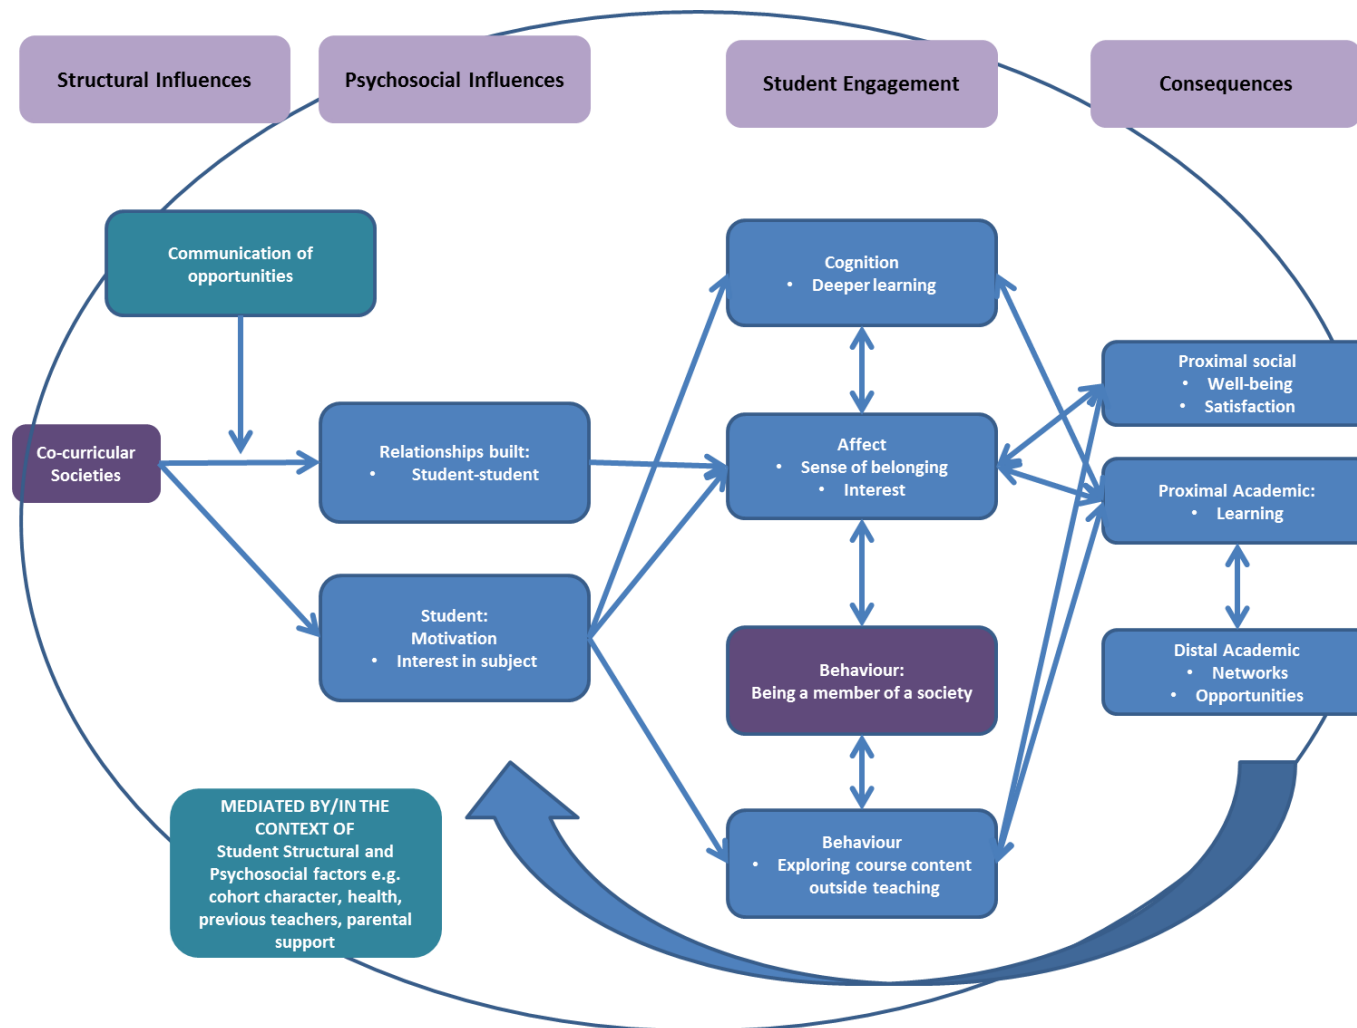 Structural Influences
Psychosocial Influences
Student Engagement
Consequences
Communication of
opportunities
Cognition
• Deeper learning
Proximal social
• Well-being
• Satisfaction
Co-curricular
Societies
Relationships built:
• Student-student
Affect
• Sense of belonging
• Interest
Proximal Academic:
• Learning
Student:
Motivation
• Interest in subject
Behaviour:
Being a member of a society
Distal Academic
• Networks
• Opportunities
MEDIATED BY/IN THE
CONTEXT OF
Student Structural and
Psychosocial factors e.g.
cohort character, health,
previous teachers, parental
support
Behaviour
• Exploring course content
outside teaching